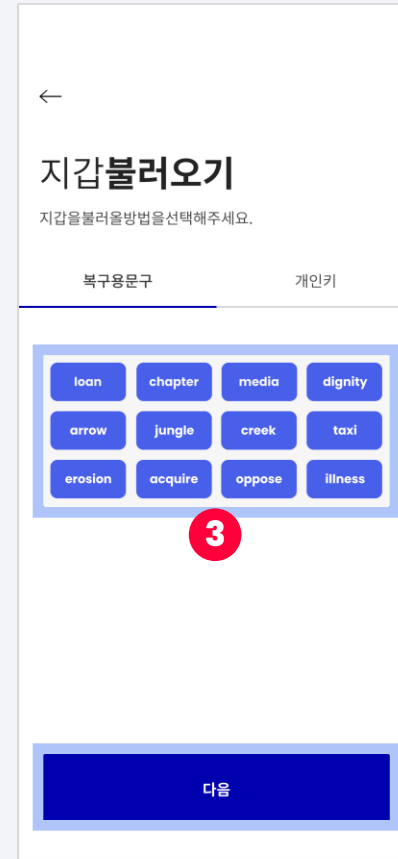 지갑불러오기
지갑을불러올방법을선택해주세요.
복구용문구 개인키
loan chapter media dignity
arrow jungle creek taxi
erosion acquire oppose illness
3
다음